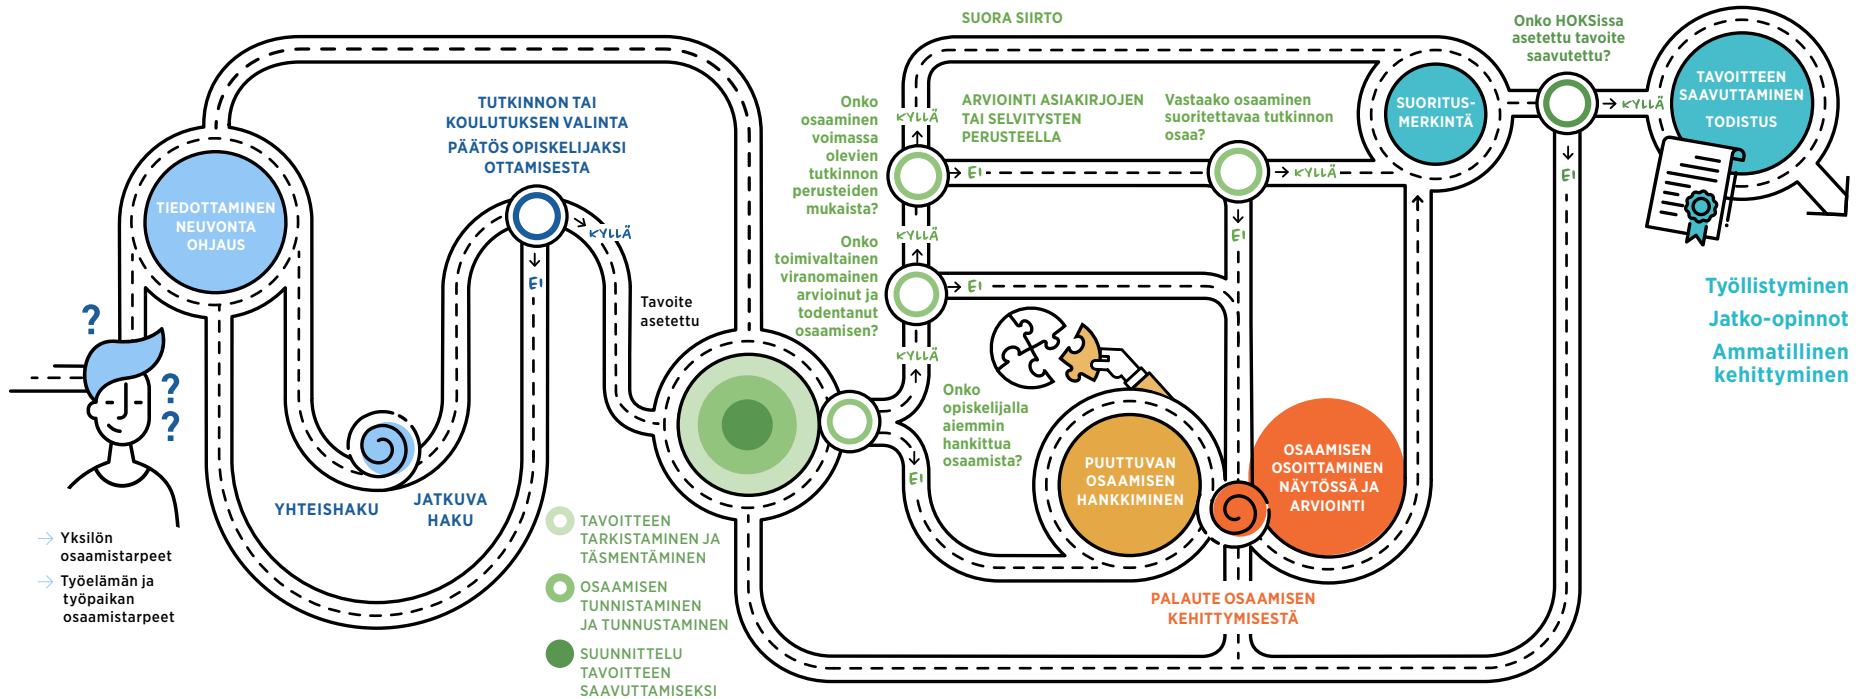 ?
?
?
→ Yksilön
osaamistarpeet
→ Työelämän ja
työpaikan
osaamistarpeet
TIEDOTTAMINEN
NEUVONTA
OHJAUS
YHTEISHAKU
JATKUVA
HAKU
TUTKINNON TAI
KOULUTUKSEN VALINTA
PÄÄTÖS OPISKELIJAKSI
OTTAMISESTA
KYLLÄ
EI
Tavoite
asetettu
TAVOITTEEN
TARKISTAMINEN JA
TÄSMENTÄMINEN
OSAAMISEN
TUNNISTAMINEN
JA TUNNUSTAMINEN
SUUNNITTELU
TAVOITTEEN
SAAVUTTAMISEKSI
Onko
opiskelijalla
aiemmin
hankittua
osaamista?
KYLLÄ
EI
Onko
toimivaltainen
viranomainen
arvioinut ja
todentanut
osaamisen?
KYLLÄ
EI
Onko
osaaminen
voimassa
olevien
tutkinnon
perusteiden
mukaista?
KYLLÄ
EI
SUORA SIIRTO
ARVIOINTI ASIAKIRJOJEN
TAI SELVITYSTEN
PERUSTEELLA
Vastaako osaaminen
suoritettavaa tutkinnon
osaa?
KYLLÄ
EI
PUUTTUVAN
OSAAMISEN
HANKKIMINEN
OSAAMISEN
OSOITTAMINEN
NÄYTÖSSÄ JA
ARVIOINTI
PALAUTE OSAAMISEN
KEHITTYMISESTÄ
SUORITUS-
MERKINTÄ
Onko HOKSissa
asetettu tavoite
saavutettu?
KYLLÄ
EI
TAVOITTEEN
SAAVUTTAMINEN
TODISTUS
Työllistyminen
Jatko-opinnot
Ammatillinen
kehittyminen